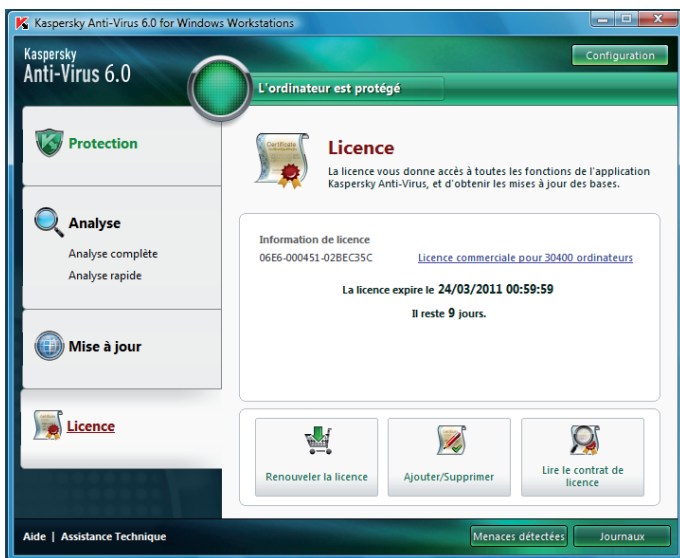 Kaspersky Anti-Virus 6.0 for Windows Workstations
Kaspersky
Anti-Virus 6.0
Configuration
L'ordinateur est protégé
Protection
Analyse
Analyse complète
Analyse rapide
Mise à jour
Licence
Certificate
Licence
La licence vous donne accès à toutes les fonctions de l'application
Kaspersky Anti-Virus, et d'obtenir les mises à jour des bases.
Information de licence
06E6-000451-02BEC35C
Licence commerciale pour 30400 ordinateurs
La licence expire le 24/03/2011 00:59:59
Il reste 9 jours.
Renouveler la licence
Ajouter/Supprimer
Lire le contrat de
licence
Aide | Assistance Technique
Menaces détectées
Journaux